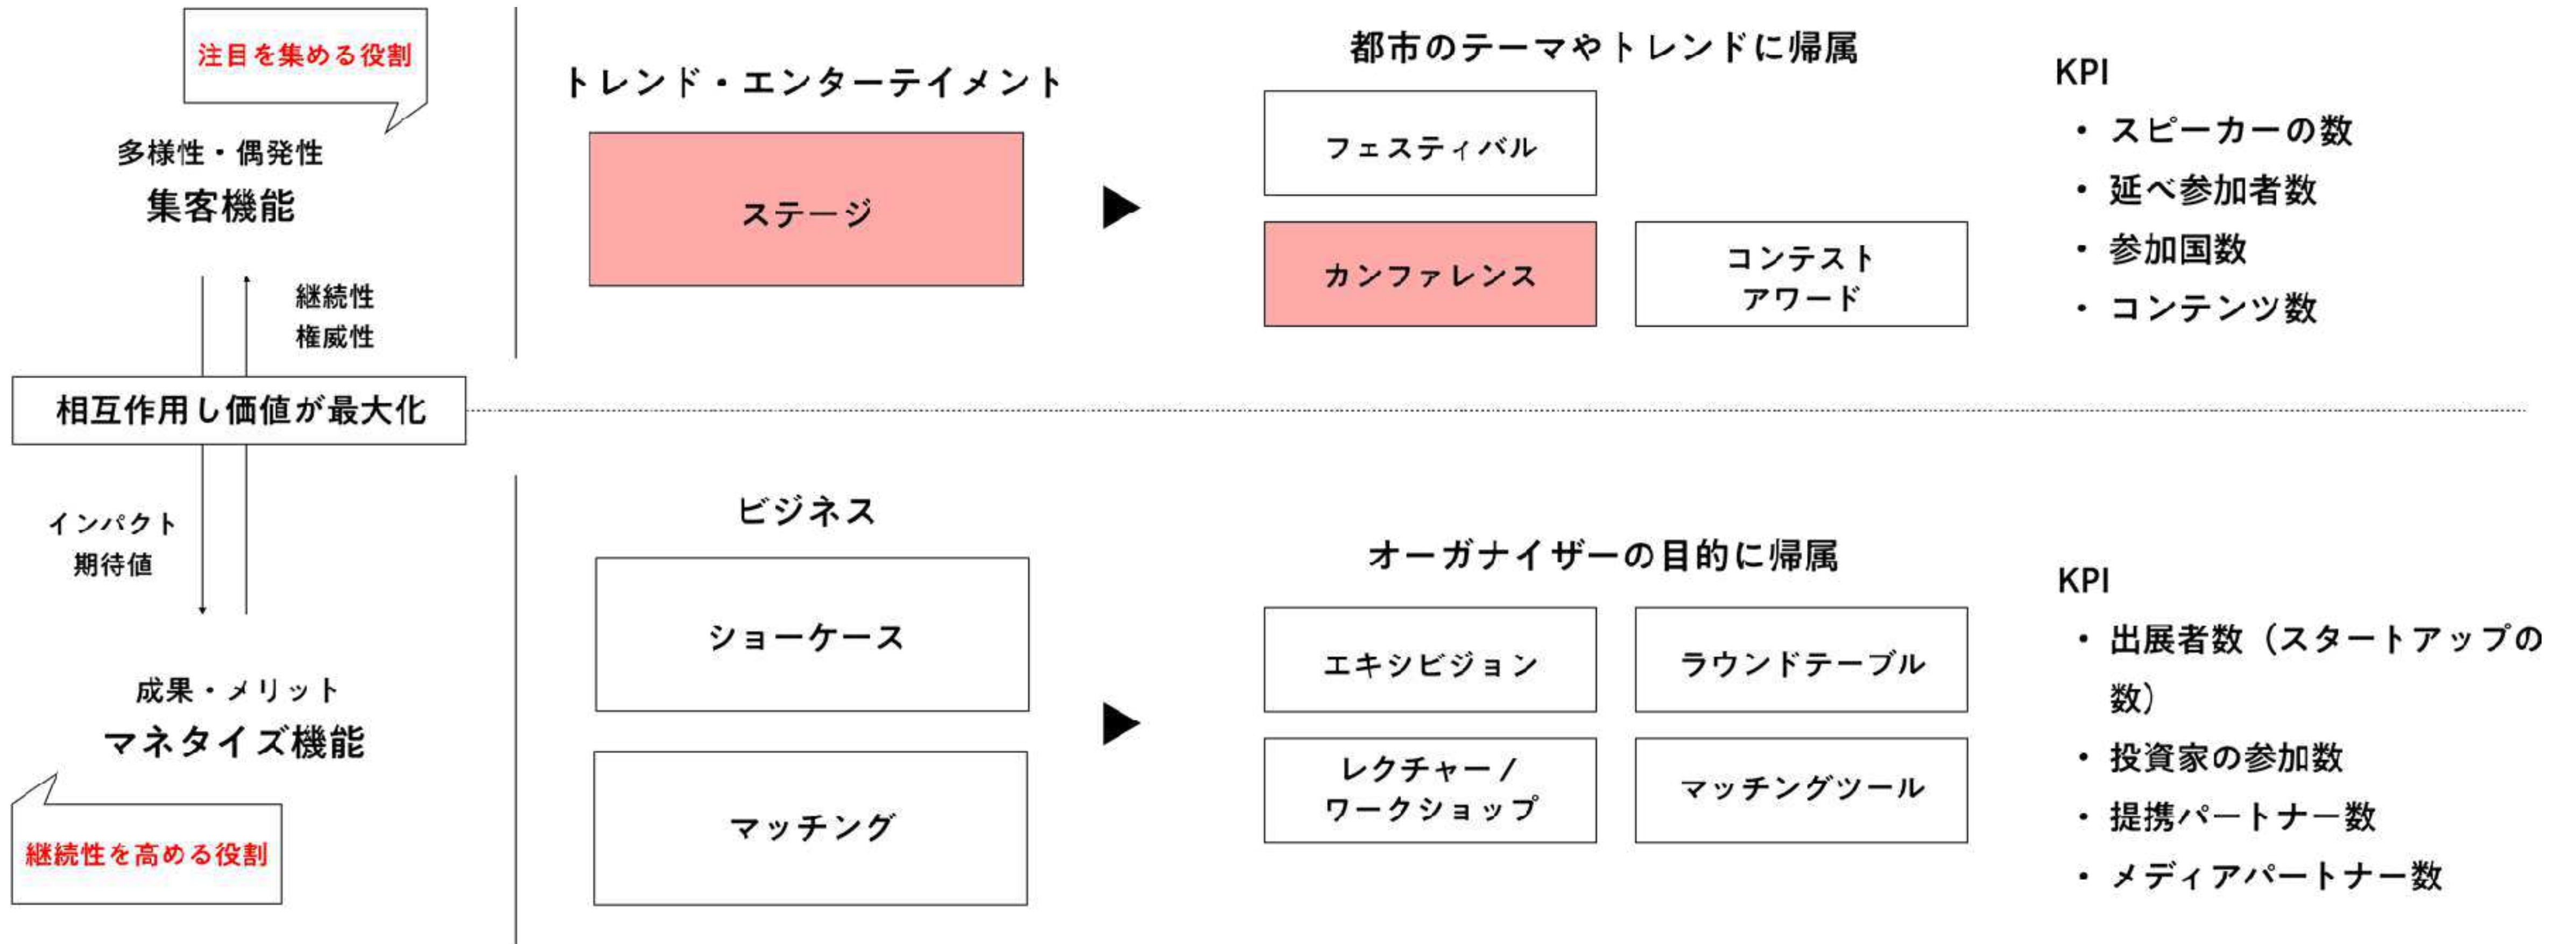 注目を集める役割
多様性・偶発性
集客機能
継続性
権威性
相互作用し価値が最大化
インパクト
期待値
成果・メリット
マネタイズ機能
継続性を高める役割
トレンド・エンターテイメント
ステージ
都市のテーマやトレンドに帰属
フェスティバル
カンファレンス
コンテスト
アワード
KPI
・ スピーカーの数
・ 延べ参加者数
・ 参加国数
・ コンテンツ数
ビジネス
ショーケース
マッチング
オーガナイザーの目的に帰属
エキシビジョン
ラウンドテーブル
レクチャー /
ワークショップ
マッチングツール
KPI
・ 出展者数（スタートアップの
数）
・ 投資家の参加数
・ 提携パートナー数
・ メディアパートナー数